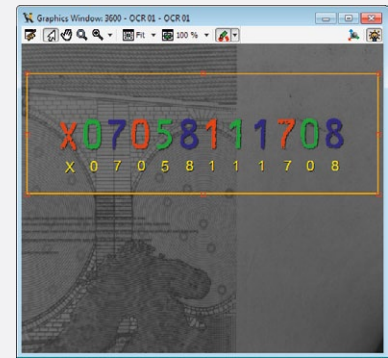 Graphics Window: 3600 - OCR 01 - OCR 01
Fit 100 %
X07058111708
X 0 7 0 5 8 1 1 1 7 0 8